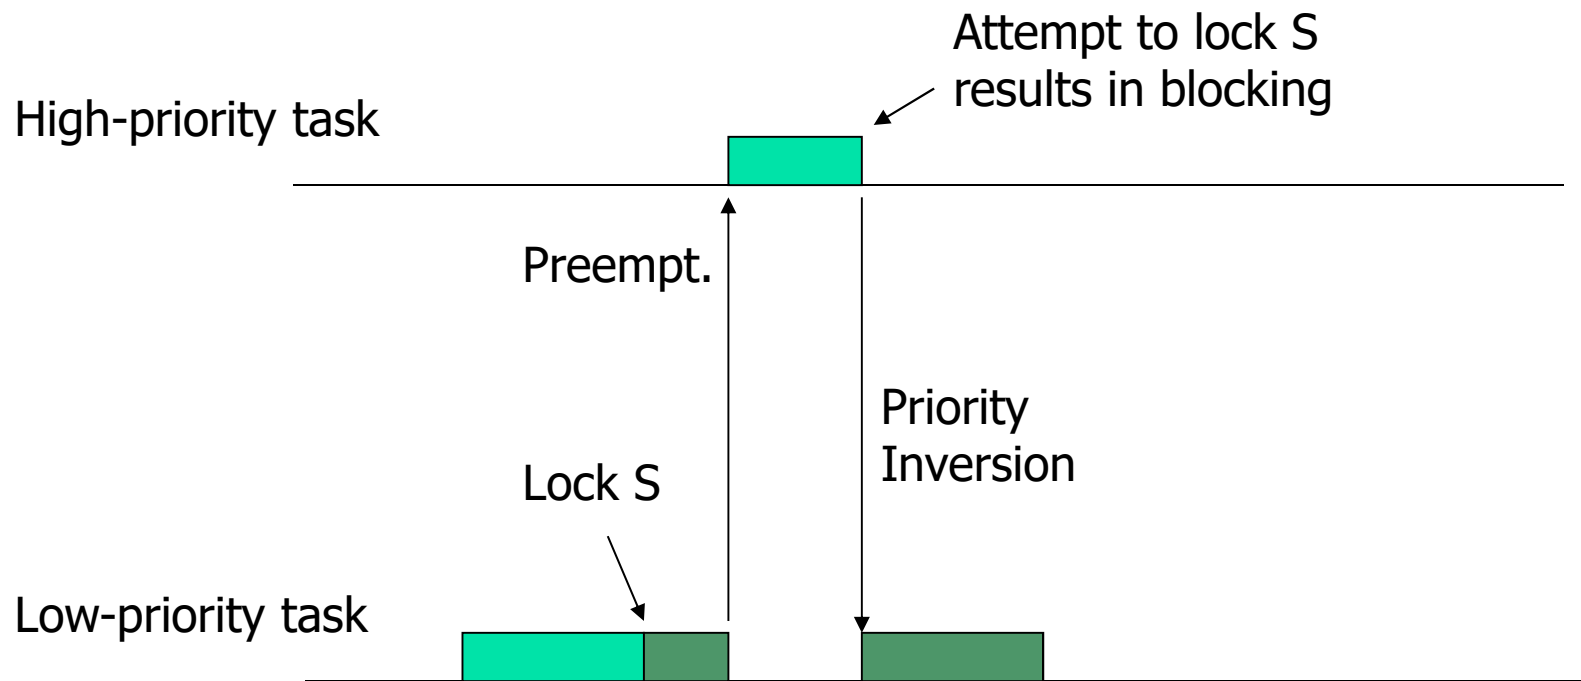 Attempt to lock S
results in blocking
High-priority task
Preempt.
Priority
Inversion
Lock S
Low-priority task